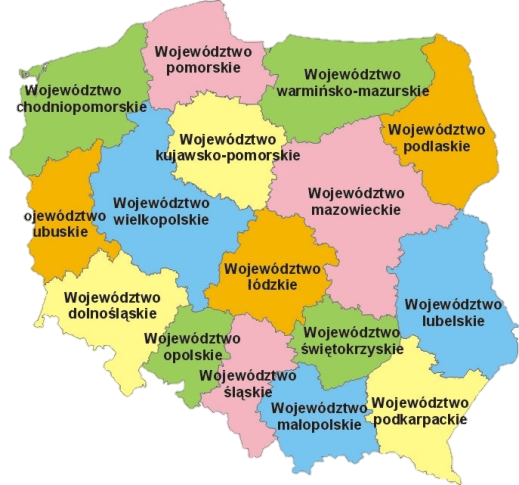 Województwo
pomorskie
Województwo
chodniopomorskie
Województwo
warmińsko-mazurskie
Województwo
podlaskie
Województwo
kujawsko-pomorskie
Województwo
mazowieckie
Województwo
wielkopolskie
ojewództwo
ubuskie
Województwo
łódzkie
Województwo
dolnośląskie
Województwo
lubelskie
Województwo
opolskie
Województwo
świętokrzyskie
Województwo
śląskie
Województwo
małopolskie
Województwo
podkarpackie